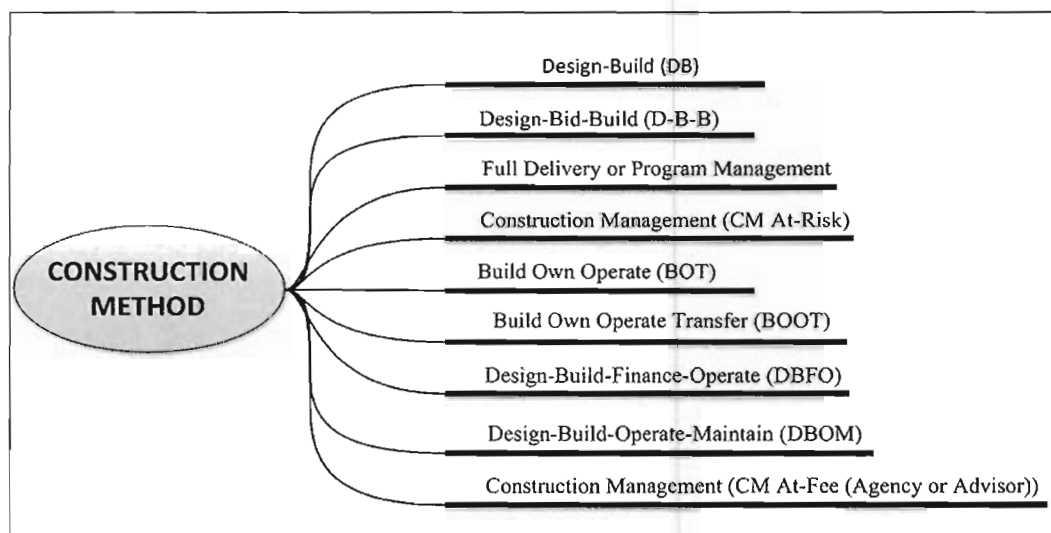 Design-Build (DB)
Design-Bid-Build (D-B-B)
Full Delivery or Program Management
Construction Management (CM At-Risk)
CONSTRUCTION
METHOD
Build Own Operate (BOT)
Build Own Operate Transfer (BOOT)
Design-Build-Finance-Operate (DBFO)
Design-Build-Operate-Maintain (DBOM)
Construction Management (CM At-Fee (Agency or Advisor))